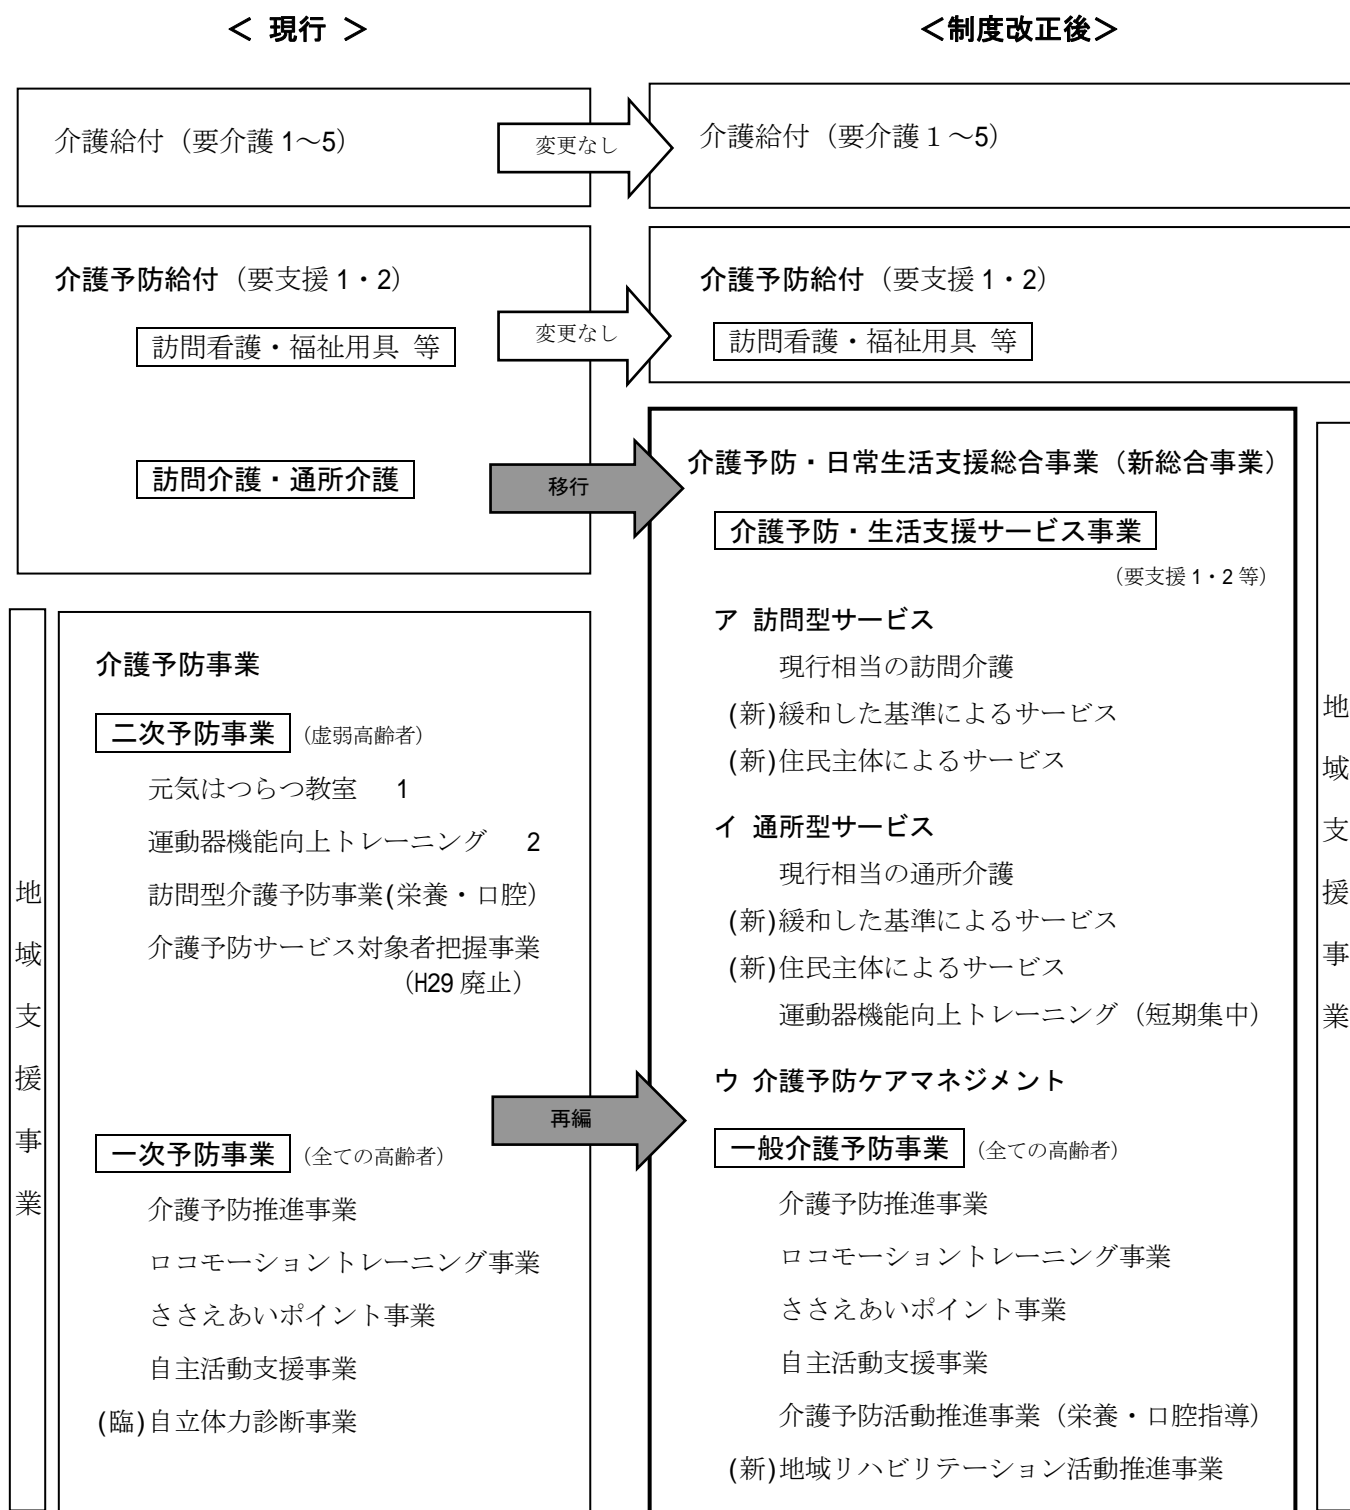 ＜ 現行 ＞
＜制度改正後＞
介護給付（要介護 1～5）
変更なし
介護給付（要介護１～5）
介護予防給付（要支援 1・2）
訪問看護・福祉用具 等
変更なし
介護予防給付（要支援 1・2）
訪問看護・福祉用具 等
訪問介護・通所介護
移行
介護予防・日常生活支援総合事業（新総合事業）
介護予防・生活支援サービス事業
（要支援 1・2 等）
ア 訪問型サービス
現行相当の訪問介護
(新)緩和した基準によるサービス
(新)住民主体によるサービス
イ 通所型サービス
現行相当の通所介護
(新)緩和した基準によるサービス
(新)住民主体によるサービス
運動器機能向上トレーニング（短期集中）
ウ 介護予防ケアマネジメント
地域支援事業
介護予防事業
二次予防事業（虚弱高齢者）
元気はつらつ教室 1
運動器機能向上トレーニング 2
訪問型介護予防事業(栄養・口腔）
介護予防サービス対象者把握事業
（H29 廃止）
再編
一次予防事業（全ての高齢者）
介護予防推進事業
ロコモーショントレーニング事業
ささえあいポイント事業
自主活動支援事業
(臨)自立体力診断事業
一般介護予防事業（全ての高齢者）
介護予防推進事業
ロコモーショントレーニング事業
ささえあいポイント事業
自主活動支援事業
介護予防活動推進事業（栄養・口腔指導）
(新)地域リハビリテーション活動推進事業
地域支援事業